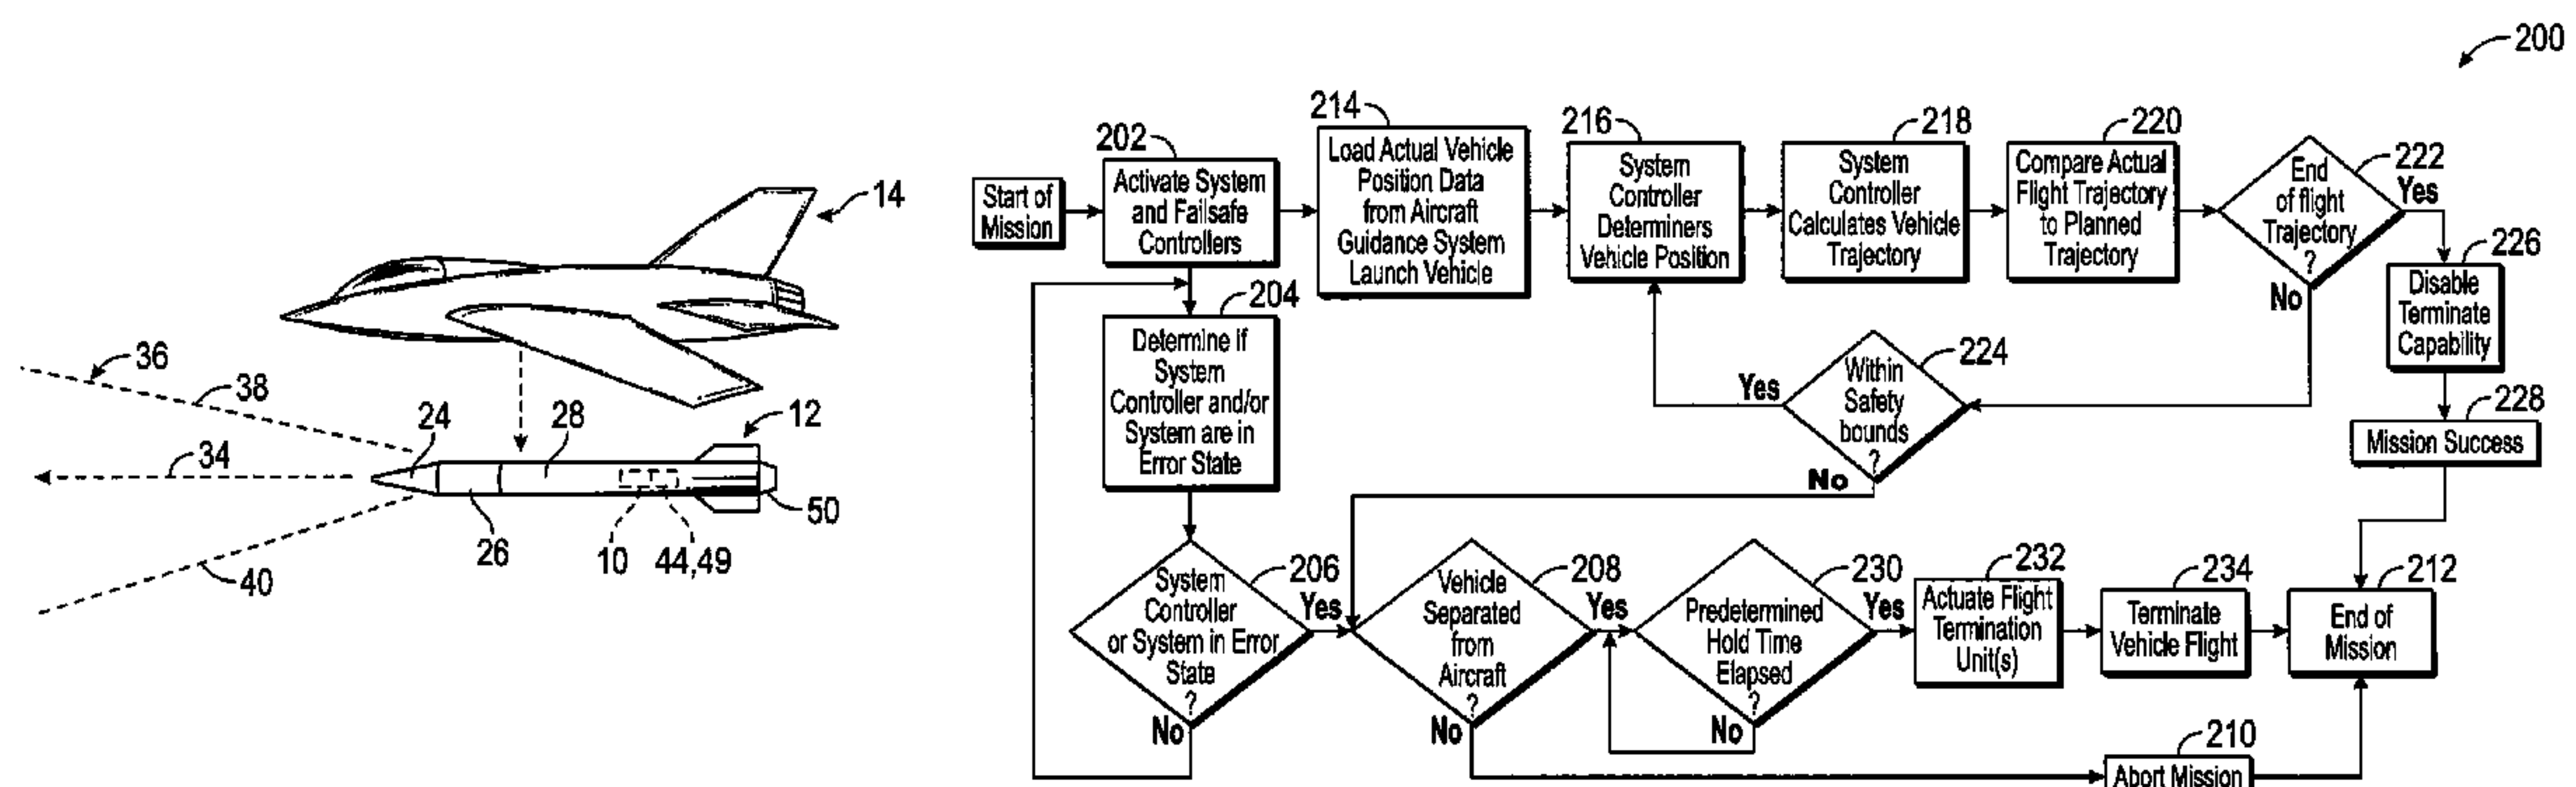 200
14
36
38
24
28
12
34
26
10
44,49
50
40
Start of
Mission
202
Activate System
and Failsafe
Controllers
214
Load Actual Vehicle
Position Data
from Aircraft
Guidance System
Launch Vehicle
216
System
Controller
Determiners
Vehicle Position
218
System
Controller
Calculates Vehicle
Trajectory
220
Compare Actual
Flight Trajectory
to Planned
Trajectory
222
End
of flight
Trajectory
?
Yes
No
226
Disable
Terminate
Capability
228
Mission Success
204
Determine if
System
Controller and/or
System are in
Error State
224
Within
Safety
bounds
?
Yes
No
206
System
Controller
or System in Error
State
?
Yes
No
208
Vehicle
Separated
from
Aircraft
?
Yes
No
230
Predetermined
Hold Time
Elapsed
?
Yes
No
232
Actuate Flight
Termination
Unit(s)
234
Terminate
Vehicle Flight
212
End of
Mission
210
Abort Mission